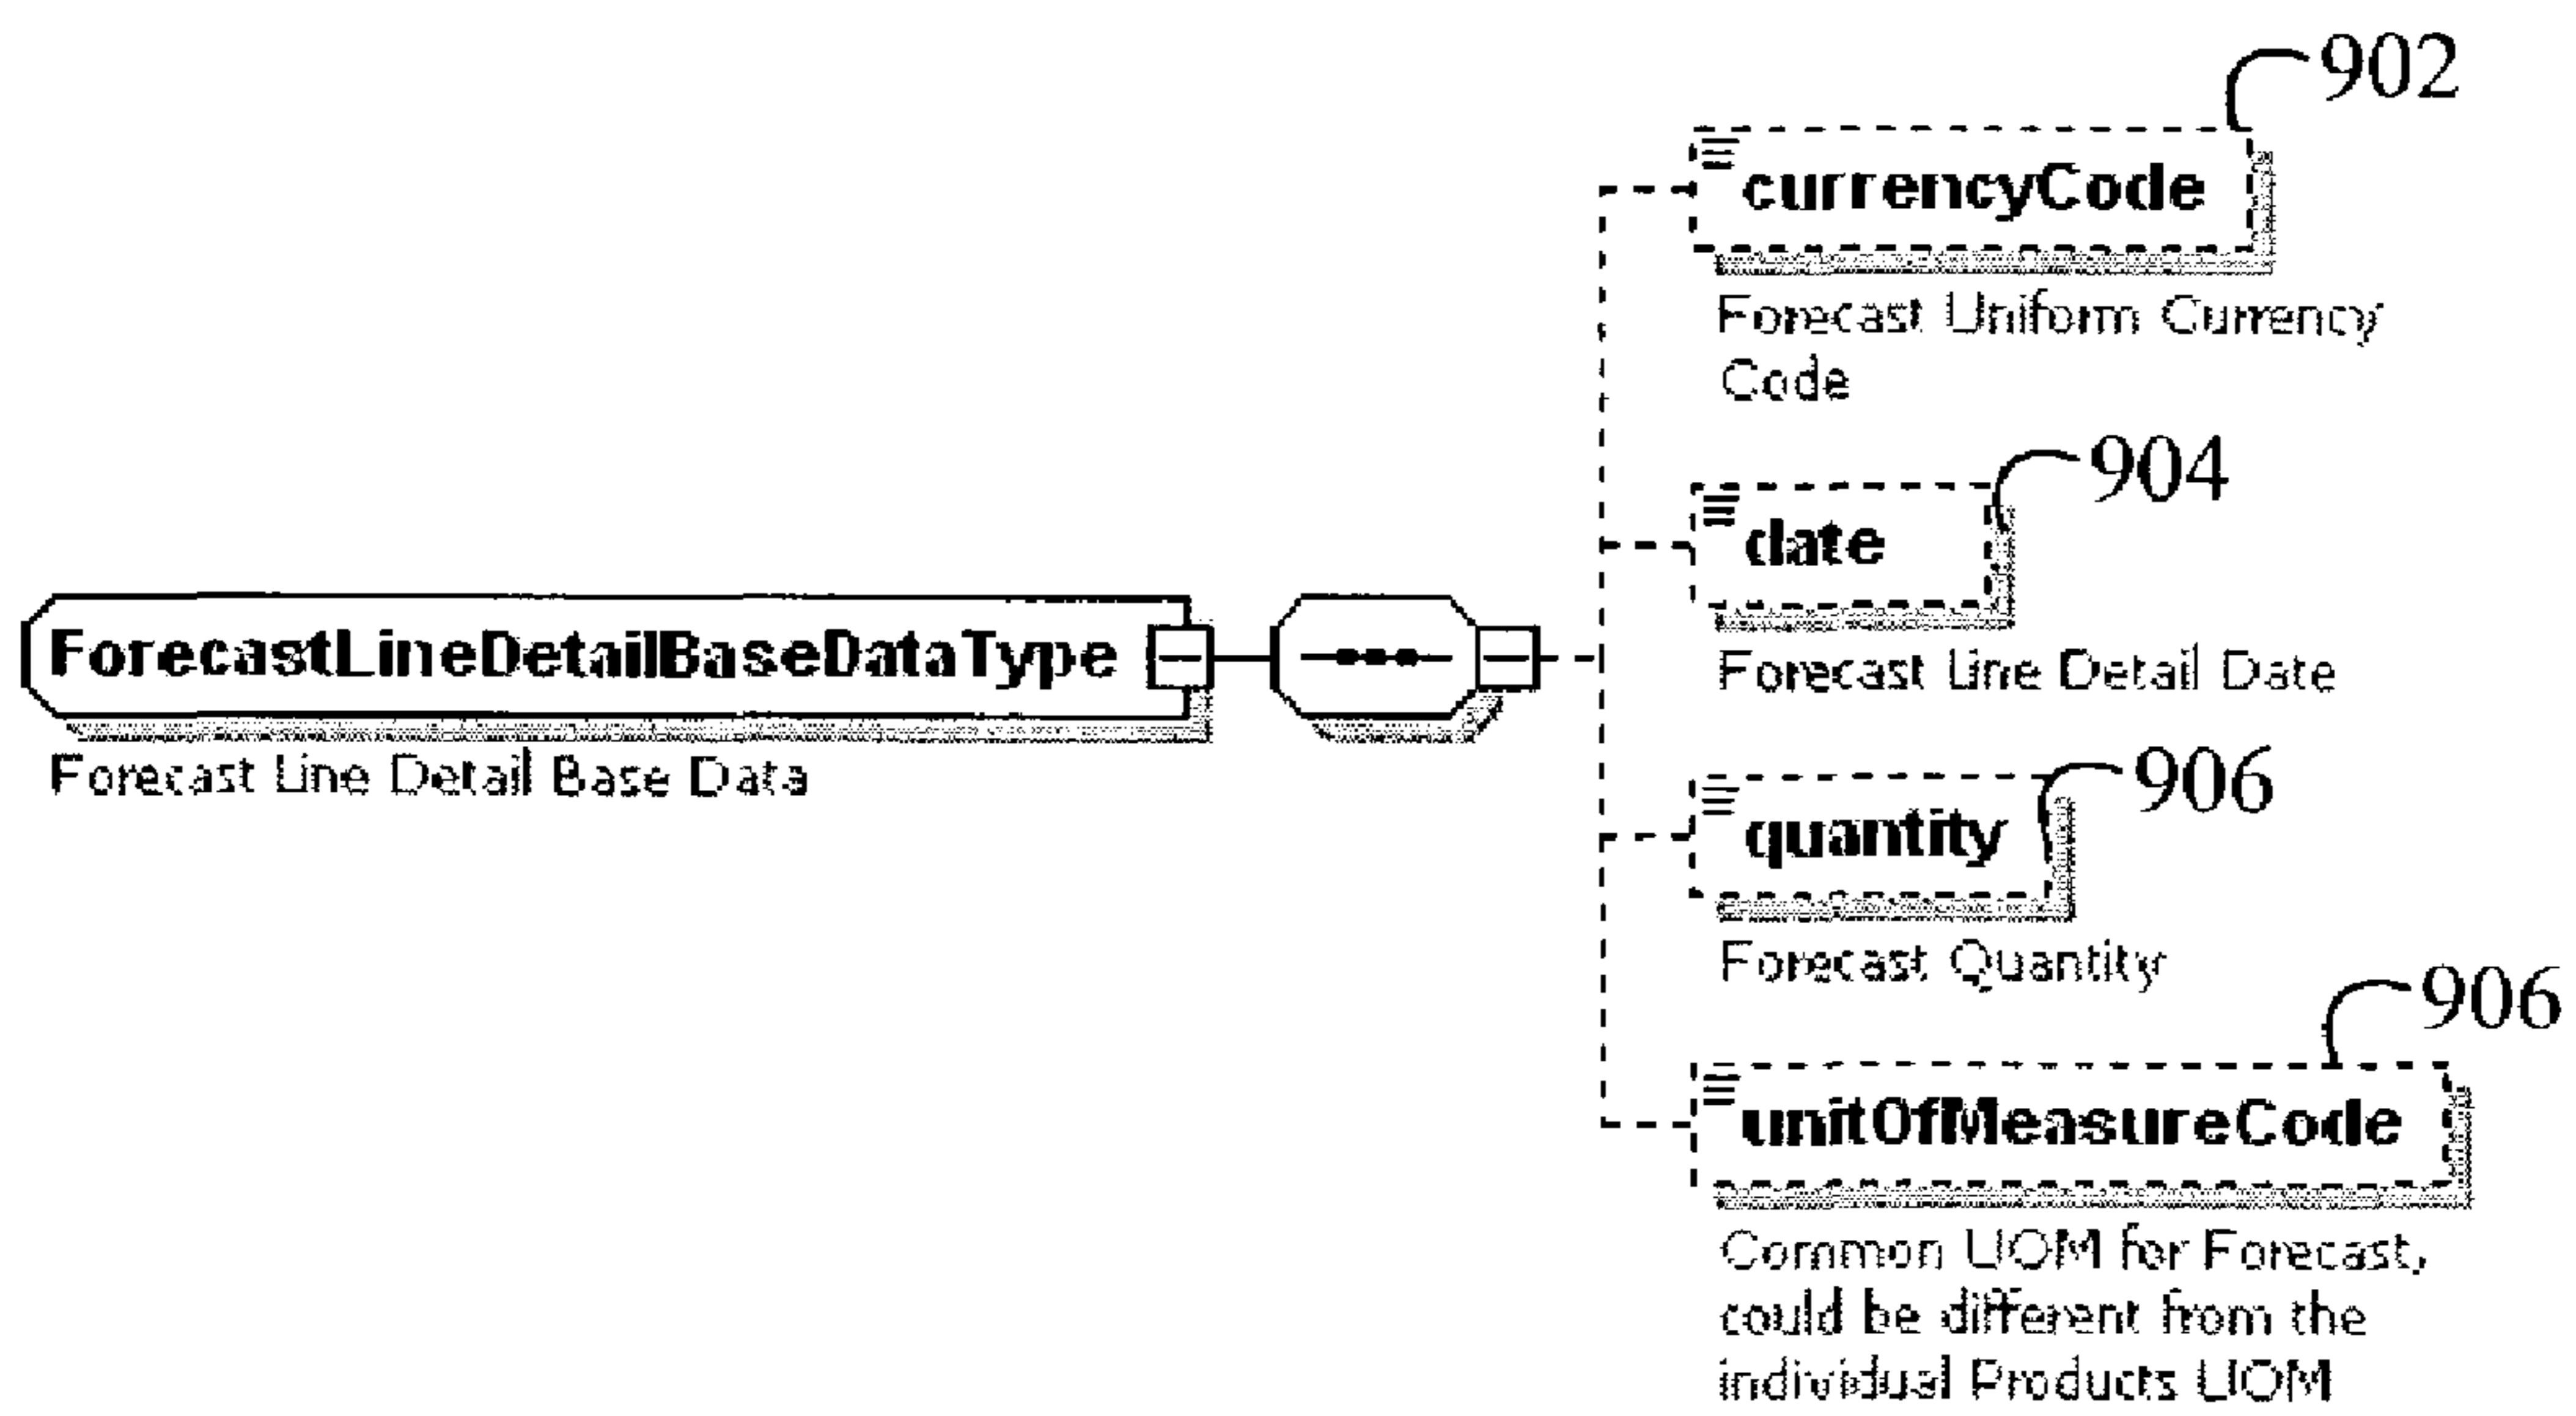 902
currencyCode
Forecast Uniform Currency
Code
904
date
Forecast Line Detail Date
ForecastLineDetailBaseDataType
Forecast Line Detail Base Data
906
quantity
Forecast Quantity
906
unitOfMeasureCode
Common UOM for Forecast,
could be different from the
individual Products UOM